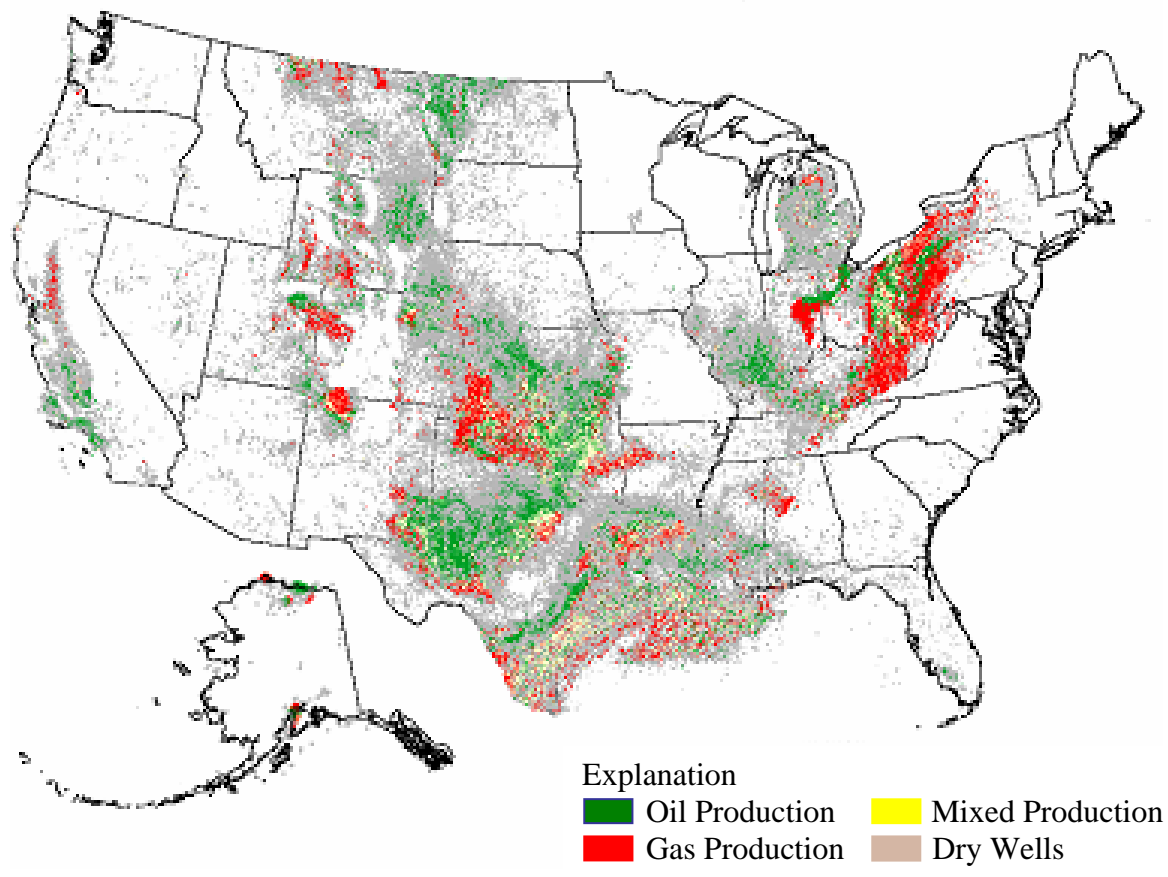 Explanation
Oil Production
Mixed Production
Gas Production
Dry Wells